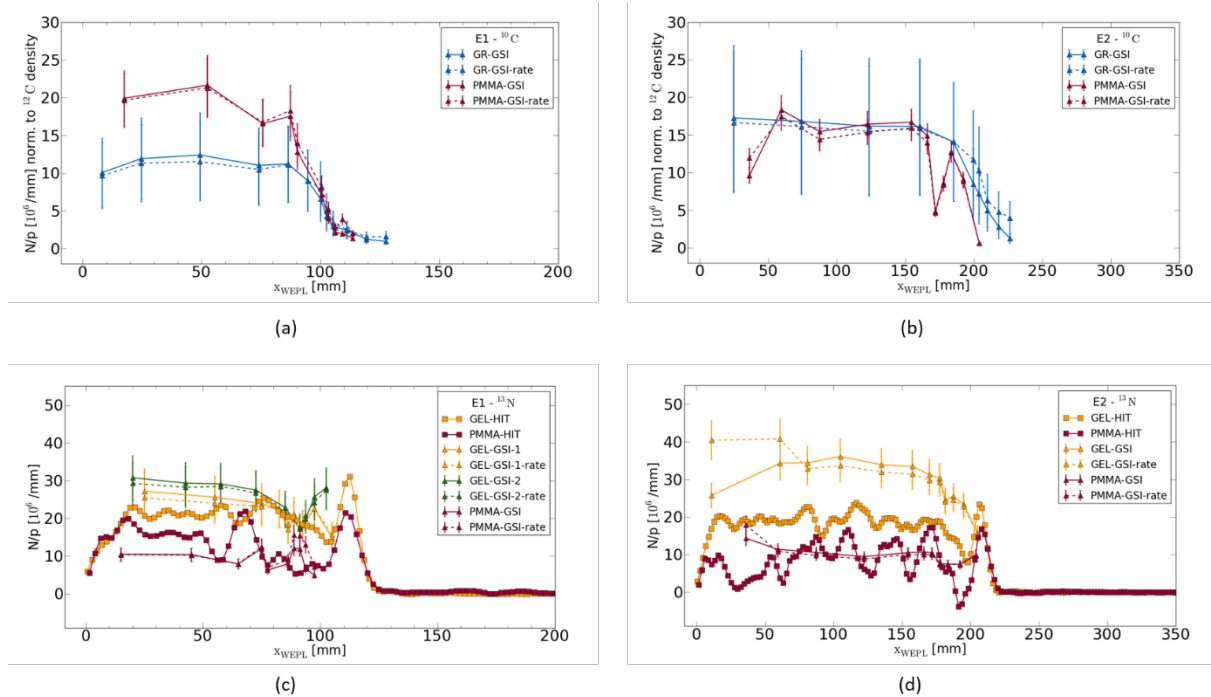 N/p [10⁶ /mm] norm. to ¹²C density
30
25
20
15
10
5
0
E1 - ¹⁰C
GR-GSI
GR-GSI-rate
PMMA-GSI
PMMA-GSI-rate
0 50 100 150 200
x_WEPL [mm]
(a)
N/p [10⁶ /mm] norm. to ¹²C density
30
25
20
15
10
5
0
E2 - ¹⁰C
GR-GSI
GR-GSI-rate
PMMA-GSI
PMMA-GSI-rate
0 50 100 150 200 250 300 350
x_WEPL [mm]
(b)
N/p [10⁶ /mm]
50
40
30
20
10
0
E1 - ¹³N
GEL-HIT
PMMA-HIT
GEL-GSI-1
GEL-GSI-1-rate
GEL-GSI-2
GEL-GSI-2-rate
PMMA-GSI
PMMA-GSI-rate
0 50 100 150 200
x_WEPL [mm]
(c)
N/p [10⁶ /mm]
50
40
30
20
10
0
E2 - ¹³N
GEL-HIT
PMMA-HIT
GEL-GSI
GEL-GSI-rate
PMMA-GSI
PMMA-GSI-rate
0 50 100 150 200 250 300 350
x_WEPL [mm]
(d)